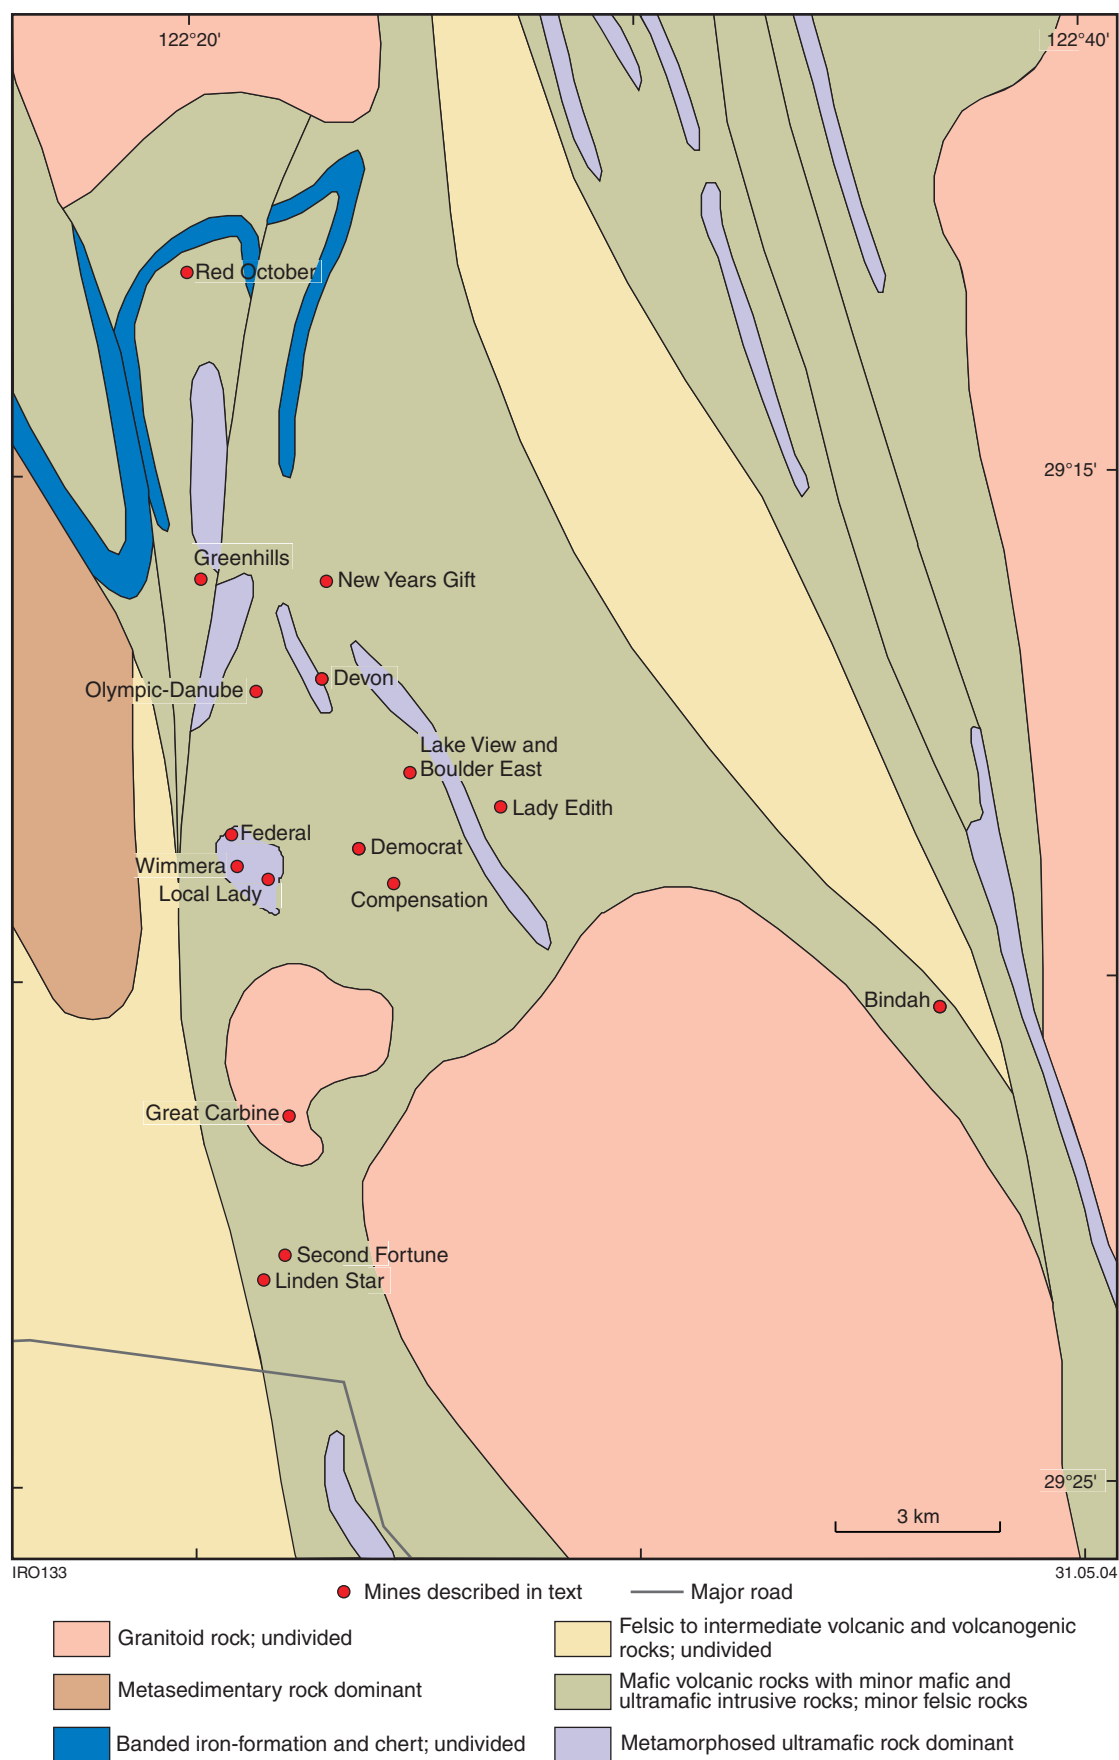 122°20'
122°40'
Red October
29°15'
Greenhills
New Years Gift
Devon
Olympic-Danube
Lake View and
Boulder East
Lady Edith
Federal
Democrat
Wimmera
Local Lady
Compensation
Bindah
Great Carbine
Second Fortune
Linden Star
29°25'
3 km
IRO133
31.05.04
Mines described in text
Major road
Granitoid rock; undivided
Metasedimentary rock dominant
Banded iron-formation and chert; undivided
Felsic to intermediate volcanic and volcanogenic
rocks; undivided
Mafic volcanic rocks with minor mafic and
ultramafic intrusive rocks; minor felsic rocks
Metamorphosed ultramafic rock dominant